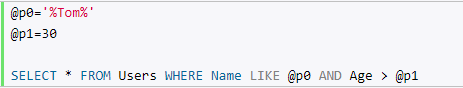 @p0='%Tom%'
@p1=30
SELECT * FROM Users WHERE Name LIKE @p0 AND Age > @p1